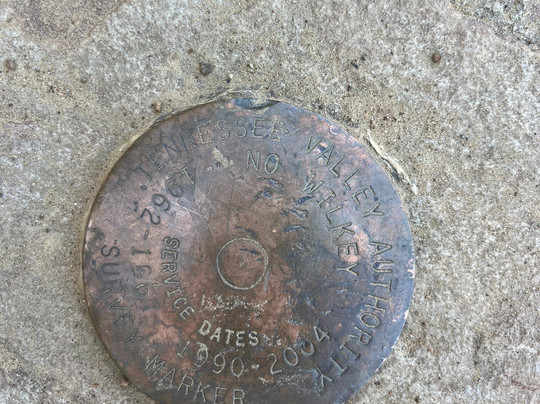 TENNESSEE VALLEY AUTHORITY
NO WILKEY
SERVICE DATES
1990-2004
SURVEY MARKER